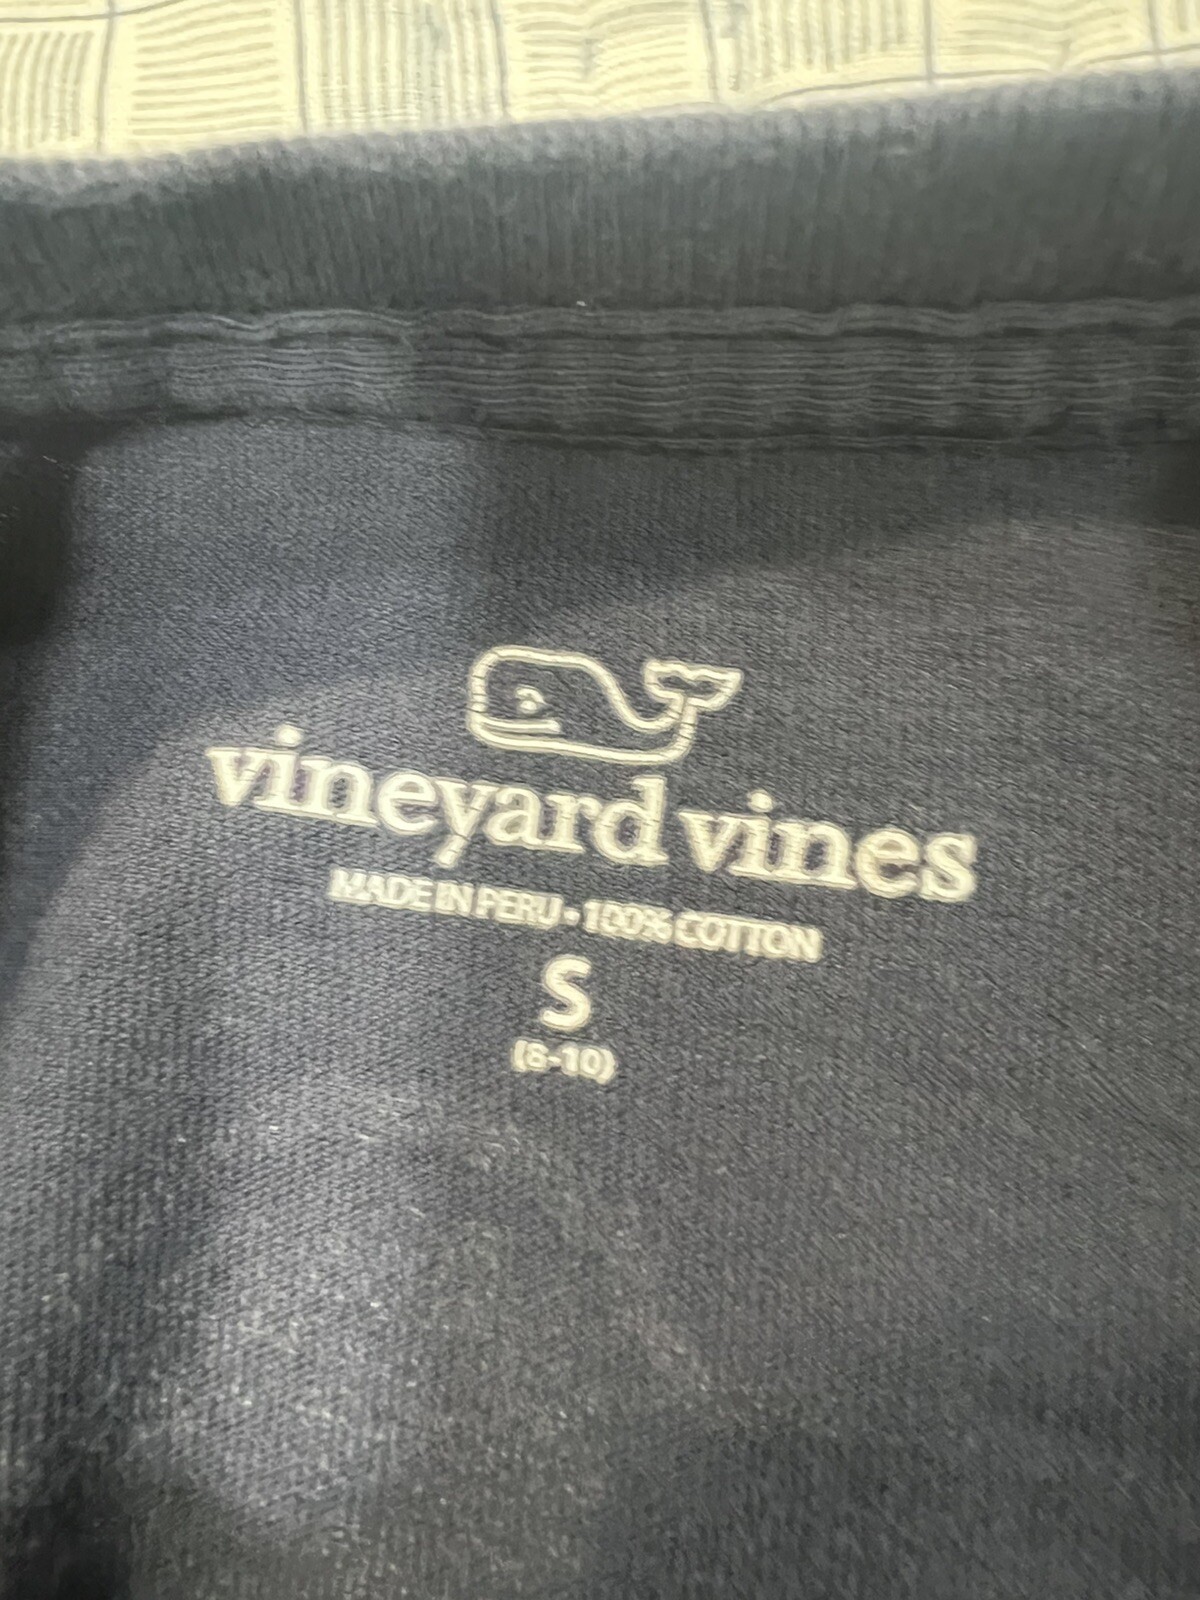 vineyard vines
MADE IN PERU • 100% COTTON
S
(8-10)